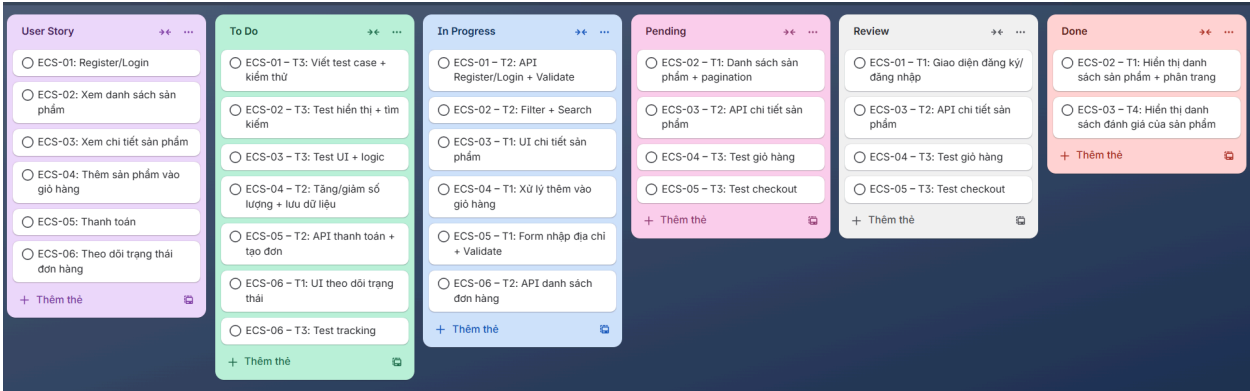 User Story
ECS-01: Register/Login
ECS-02: Xem danh sách sản
phẩm
ECS-03: Xem chi tiết sản phẩm
ECS-04: Thêm sản phẩm vào
giỏ hàng
ECS-05: Thanh toán
ECS-06: Theo dõi trạng thái
đơn hàng
+ Thêm thẻ
To Do
ECS-01 – T3: Viết test case +
kiểm thử
ECS-02 – T3: Test hiển thị + tìm
kiếm
ECS-03 – T3: Test UI + logic
ECS-04 – T2: Tăng/giảm số
lượng + lưu dữ liệu
ECS-05 – T2: API thanh toán +
tạo đơn
ECS-06 – T1: UI theo dõi trạng
thái
ECS-06 – T3: Test tracking
+ Thêm thẻ
In Progress
ECS-01 – T2: API
Register/Login + Validate
ECS-02 – T2: Filter + Search
ECS-03 – T1: UI chi tiết sản
phẩm
ECS-04 – T1: Xử lý thêm vào
giỏ hàng
ECS-05 – T1: Form nhập địa chỉ
+ Validate
ECS-06 – T2: API danh sách
đơn hàng
+ Thêm thẻ
Pending
ECS-02 – T1: Danh sách sản
phẩm + pagination
ECS-03 – T2: API chi tiết sản
phẩm
ECS-04 – T3: Test giỏ hàng
ECS-05 – T3: Test checkout
+ Thêm thẻ
Review
ECS-01 – T1: Giao diện đăng ký/
đăng nhập
ECS-03 – T2: API chi tiết sản
phẩm
ECS-04 – T3: Test giỏ hàng
ECS-05 – T3: Test checkout
+ Thêm thẻ
Done
ECS-02 – T1: Hiển thị danh
sách sản phẩm + phân trang
ECS-03 – T4: Hiển thị danh
sách đánh giá của sản phẩm
+ Thêm thẻ